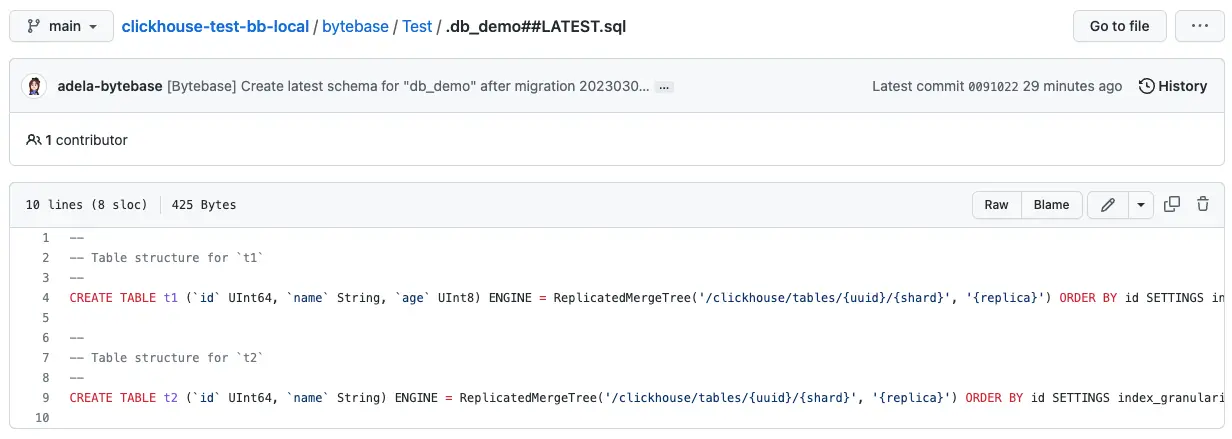 main clickhouse-test-bb-local / bytebase / Test / .db_demo##LATEST.sql Go to file ...
adela-bytebase [Bytebase] Create latest schema for "db_demo" after migration 2023030... ... Latest commit 0091022 29 minutes ago History
1 contributor
10 lines (8 sloc) 425 Bytes Raw Blame
1 --
2 -- Table structure for `t1`
3 --
4 CREATE TABLE t1 (`id` UInt64, `name` String, `age` UInt8) ENGINE = ReplicatedMergeTree('/clickhouse/tables/{uuid}/{shard}', '{replica}') ORDER BY id SETTINGS in
5
6 --
7 -- Table structure for `t2`
8 --
9 CREATE TABLE t2 (`id` UInt64, `name` String) ENGINE = ReplicatedMergeTree('/clickhouse/tables/{uuid}/{shard}', '{replica}') ORDER BY id SETTINGS index_granulari
10